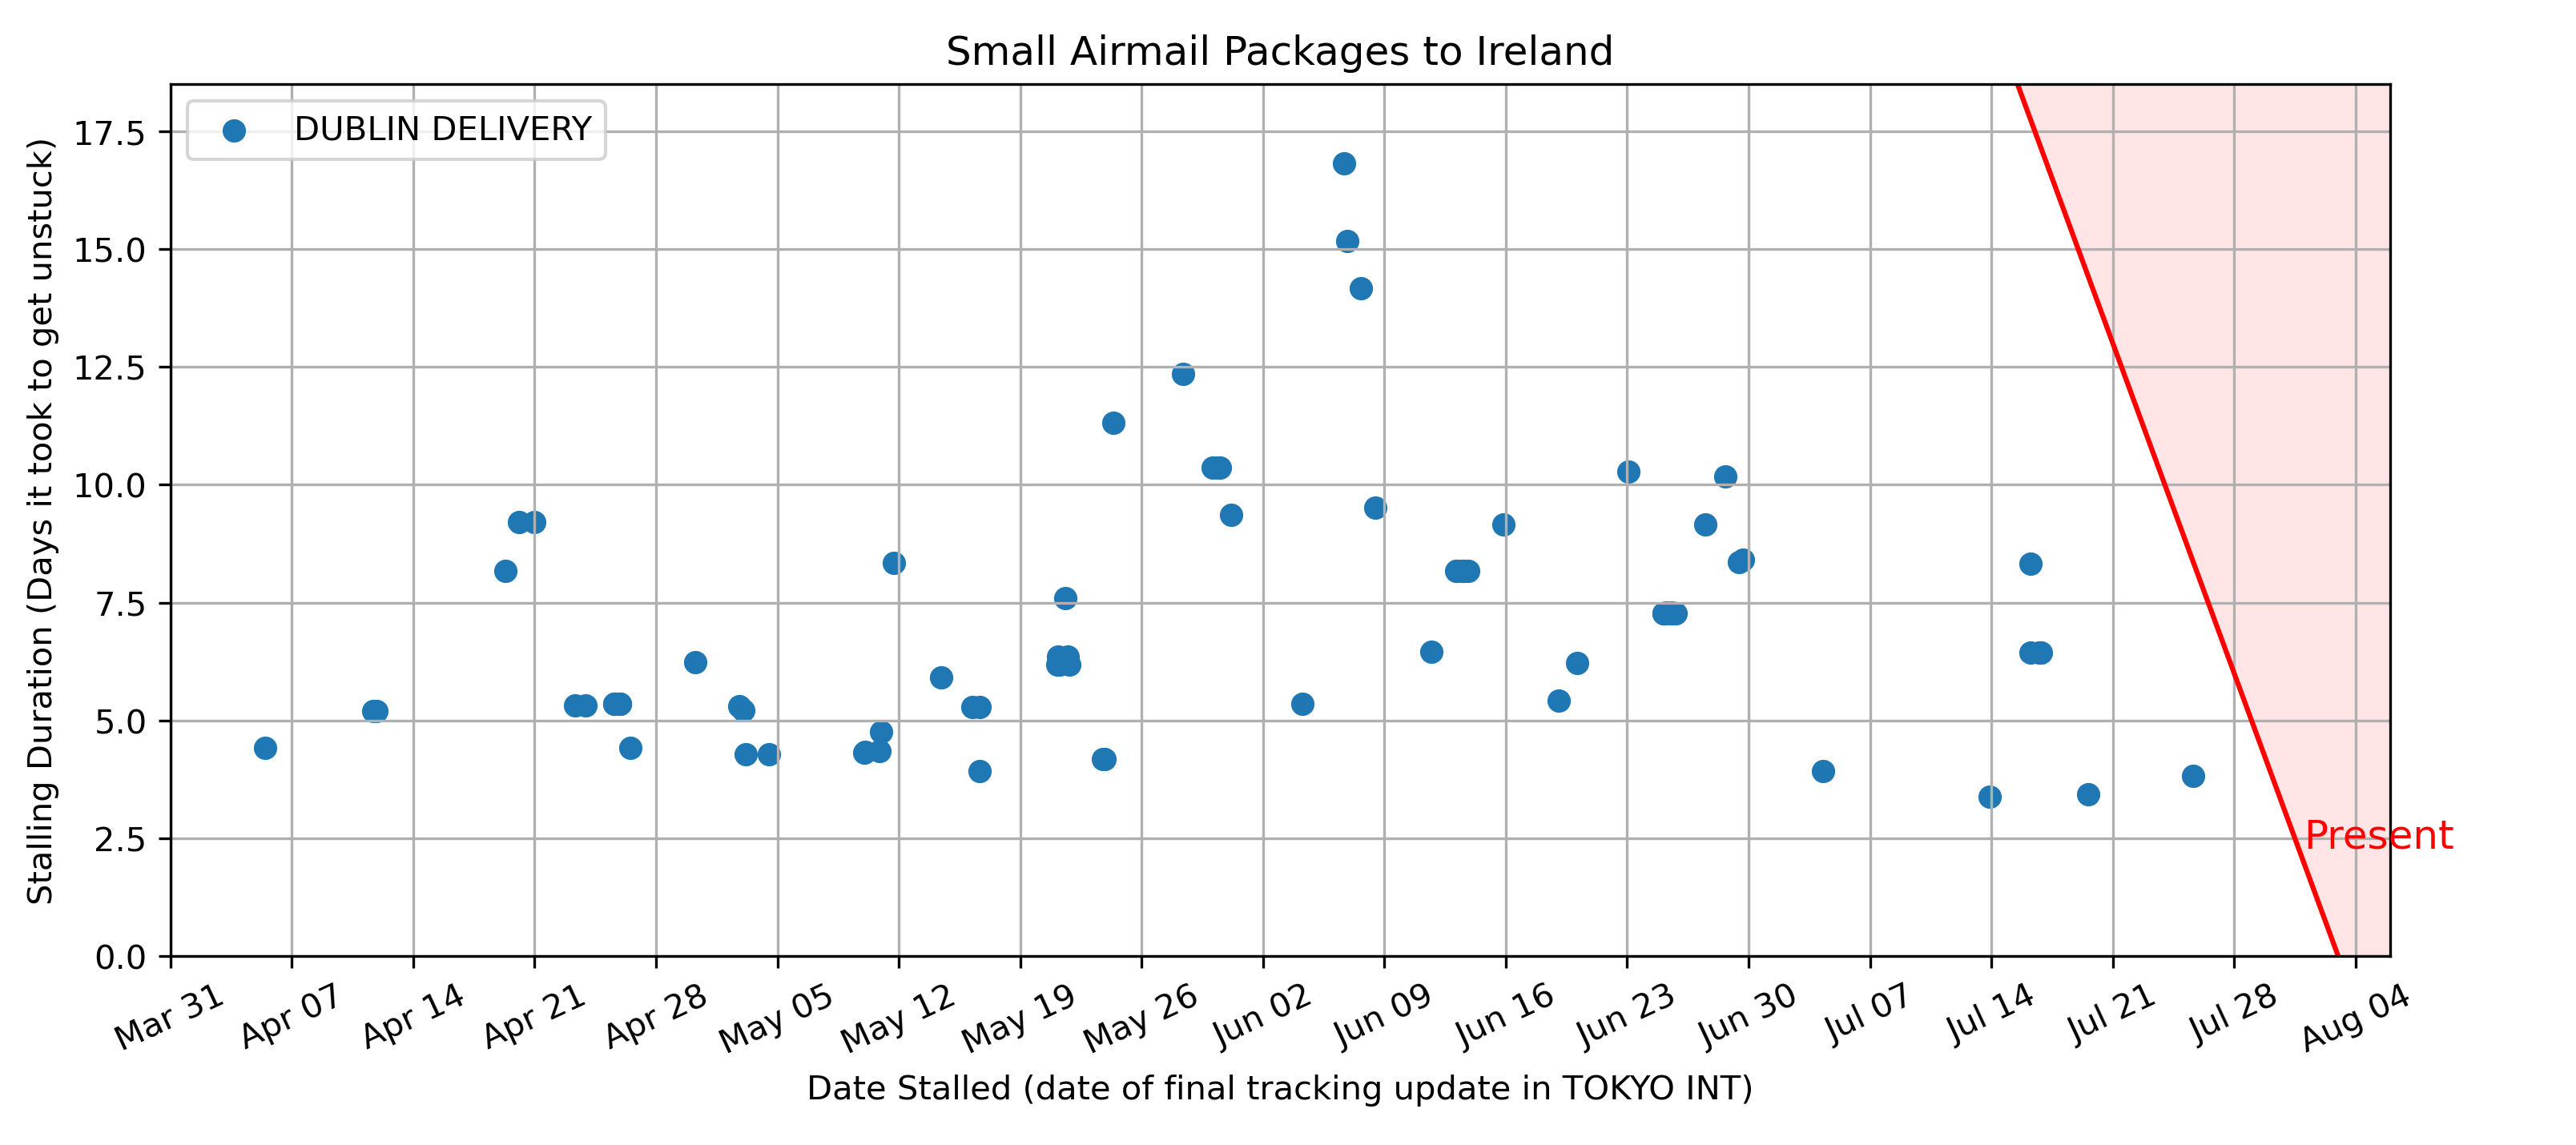 Small Airmail Packages to Ireland
DUBLIN DELIVERY
Stalling Duration (Days it took to get unstuck)
17.5
15.0
12.5
10.0
7.5
5.0
2.5
0.0
Present
Mar 31
Apr 07
Apr 14
Apr 21
Apr 28
May 05
May 12
May 19
May 26
Jun 02
Jun 09
Jun 16
Jun 23
Jun 30
Jul 07
Jul 14
Jul 21
Jul 28
Aug 04
Date Stalled (date of final tracking update in TOKYO INT)